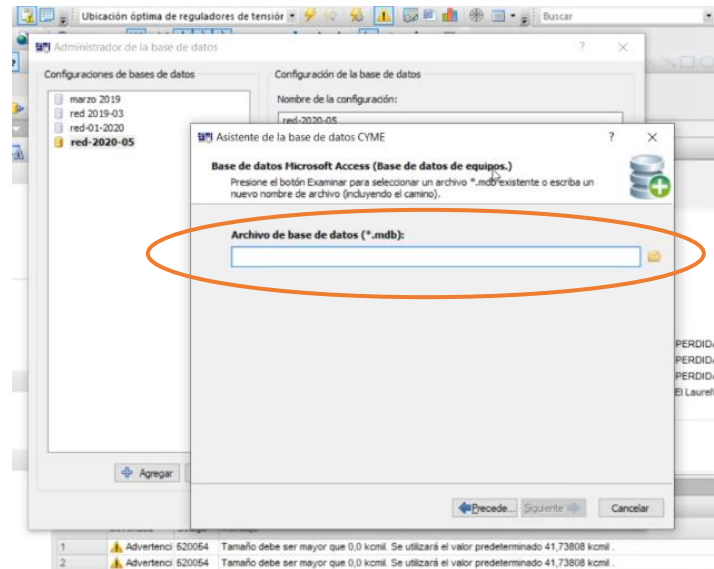 Ubicación óptima de reguladores de tensiór
Buscar
Administrador de la base de datos
?
Configuraciones de bases de datos
marzo 2019
red 2019-03
red-01-2020
red-2020-05
Configuración de la base de datos
Nombre de la configuración:
red-2020-05
Asistente de la base de datos CYME
?
Base de datos Microsoft Access (Base de datos de equipos.)
Presione el botón Examinar para seleccionar un archivo *.mdb existente o escriba un
nuevo nombre de archivo (incluyendo el camino).
Archivo de base de datos (*.mdb):
PERDIDA
PERDIDA
PERDIDA
El Laurel
Agregar
Precede...
Siguiente
Cancelar
1 Advertenci 520054 Tamaño debe ser mayor que 0,0 kcmil. Se utilizará el valor predeterminado 41,73808 kcmil .
2 Advertenci 520054 Tamaño debe ser mayor que 0,0 kcmil. Se utilizará el valor predeterminado 41,73808 kcmil .